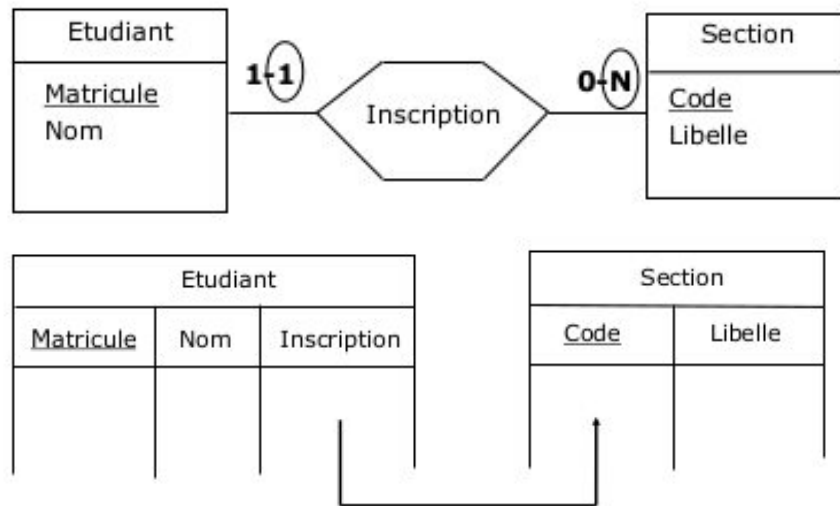 Etudiant
Section
1-1
0-N
Matricule
Inscription
Code
Nom
Libelle
Etudiant
Section
Matricule Nom Inscription
Code Libelle